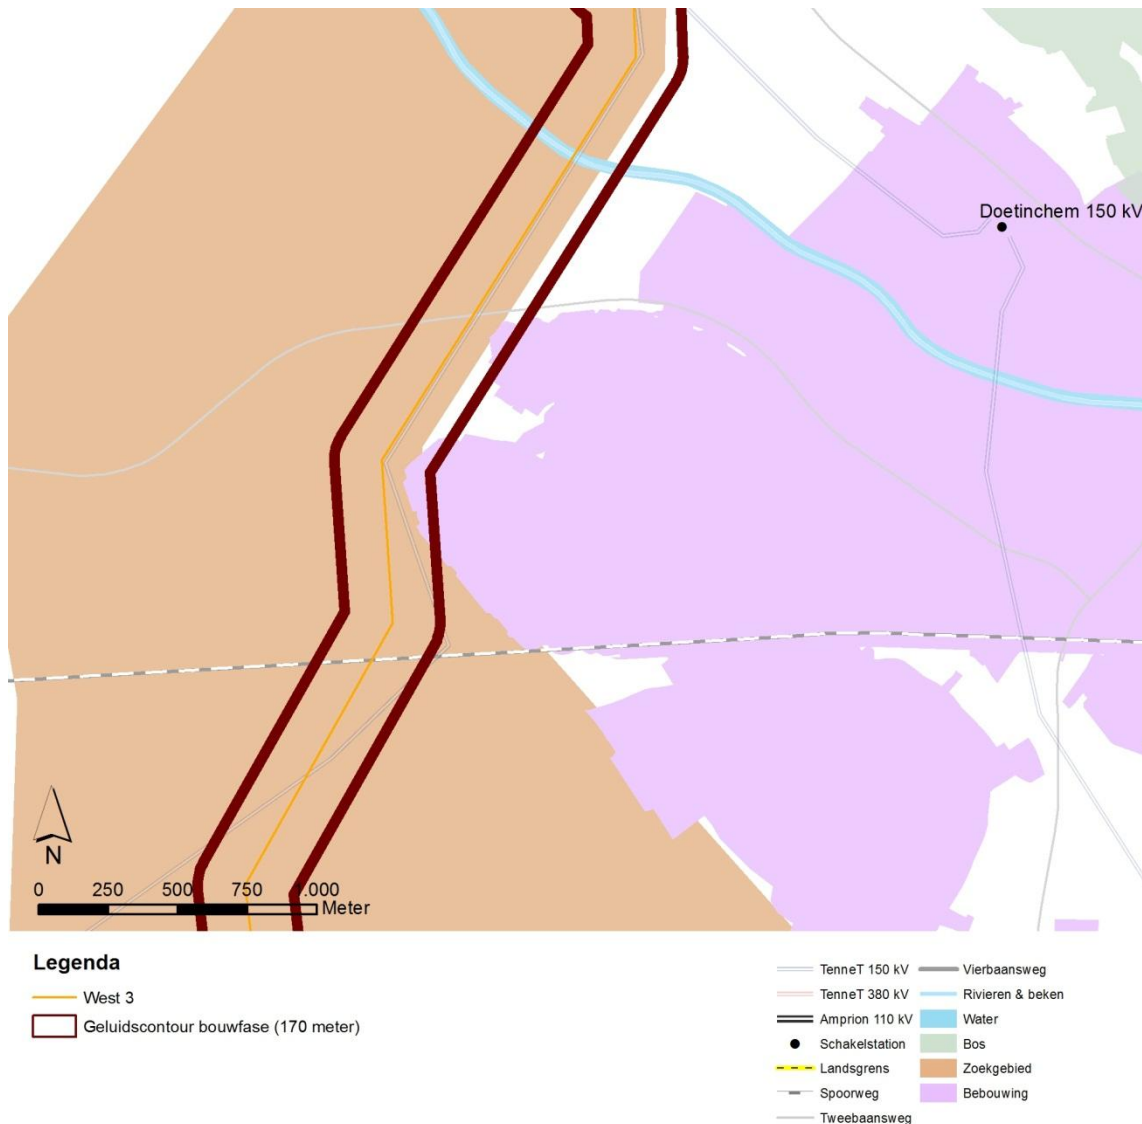 Doetinchem 150 kV
N
0 250 500 750 1.000
Meter
Legenda
West 3
Geluidscontour bouwfase (170 meter)
TenneT 150 kV
TenneT 380 kV
Amprion 110 kV
Schakelstation
Landsgrens
Spoorweg
Tweebaansweg
Vierbaansweg
Rivieren & beken
Water
Bos
Zoekgebied
Bebouwing